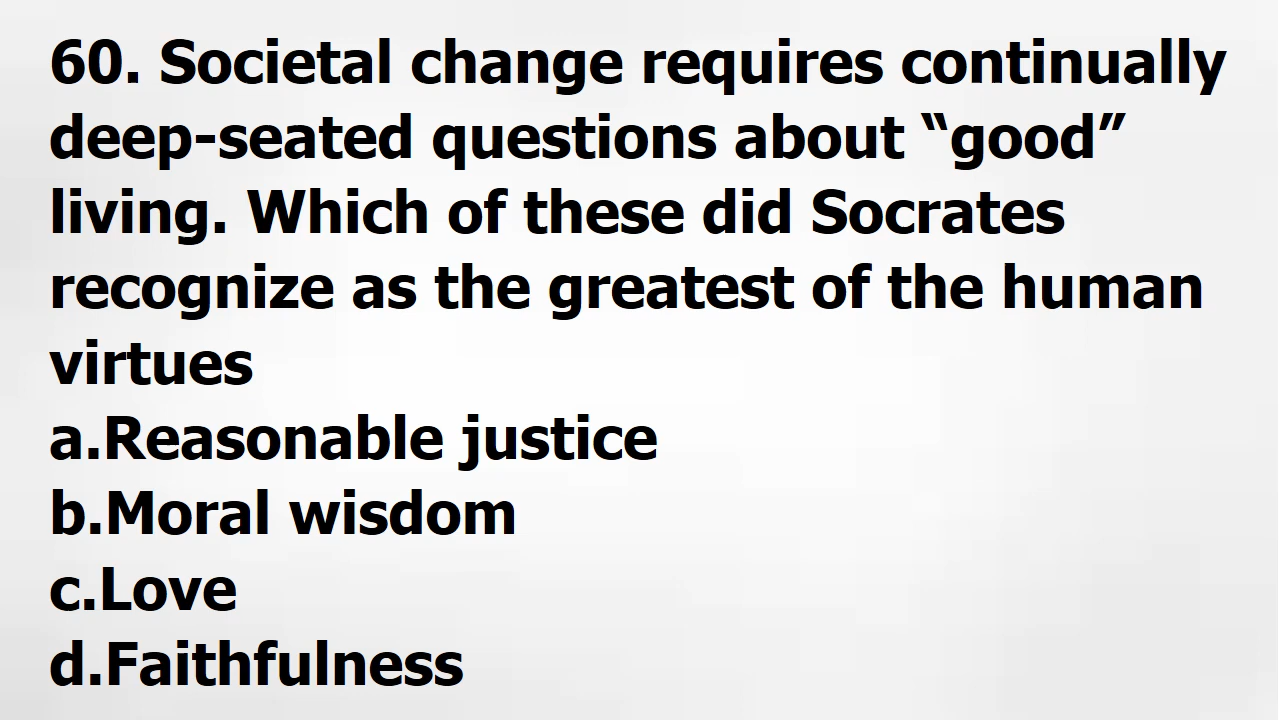 60. Societal change requires continually
deep-seated questions about “good”
living. Which of these did Socrates
recognize as the greatest of the human
virtues
a.Reasonable justice
b.Moral wisdom
c.Love
d.Faithfulness